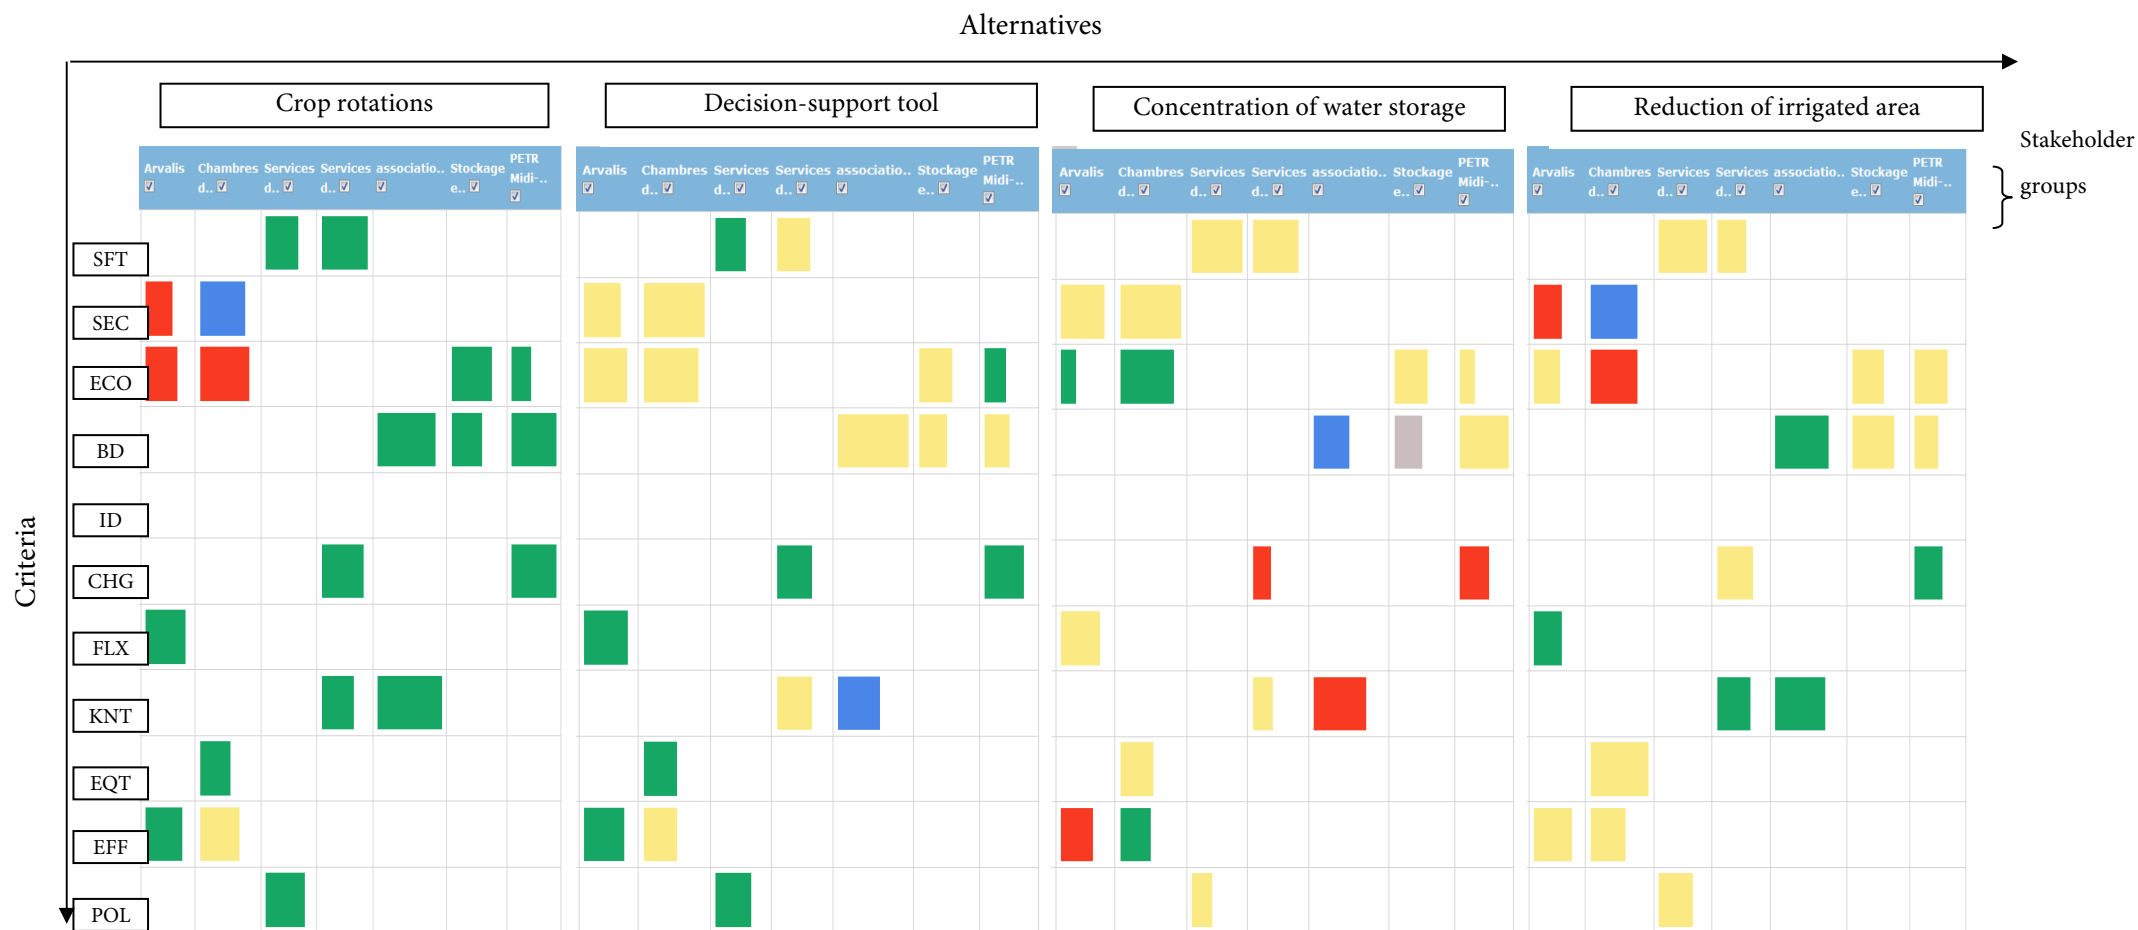 Alternatives
Crop rotations
Decision-support tool
Concentration of water storage
Reduction of irrigated area
Stakeholder
groups
Arvalis
Chambres
d..
Services
Services
d..
associatio..
Stockage
e..
PETR
Midi-..
Arvalis
Chambres
d..
Services
Services
d..
associatio..
Stockage
e..
PETR
Midi-..
Arvalis
Chambres
d..
Services
d..
Services
d..
associatio..
Stockage
e..
PETR
Midi-..
Arvalis
Chambres
d..
Services
d..
Services
d..
associatio..
Stockage
e..
PETR
Midi-..
Criteria
SFT
SEC
ECO
BD
ID
CHG
FLX
KNT
EQT
EFF
POL